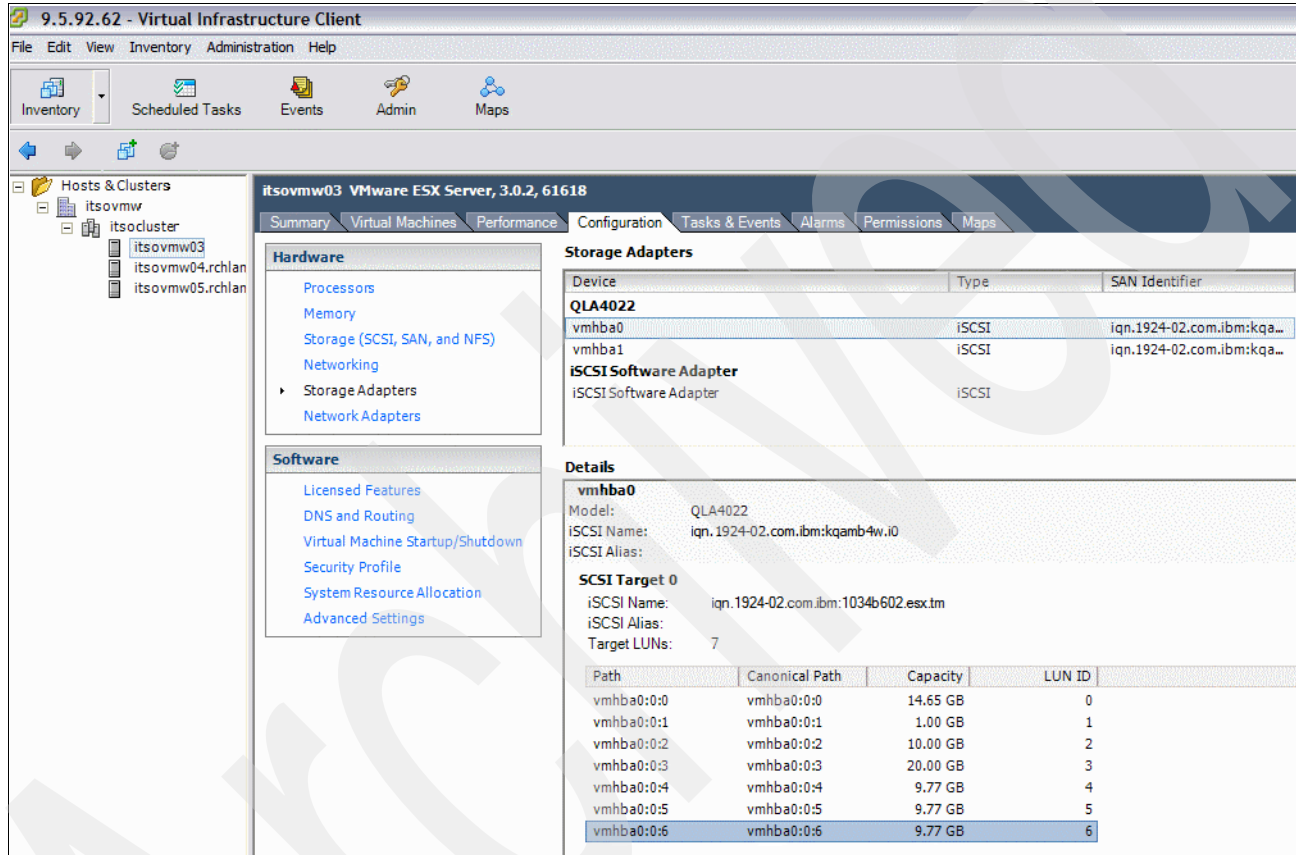 9.5.92.62 - Virtual Infrastructure Client
File Edit View Inventory Administration Help
Inventory Scheduled Tasks Events Admin Maps
Hosts & Clusters
itsovmw
itsocluster
itsovmw03
itsovmw04.rchlan
itsovmw05.rchlan
itsovmw03 VMware ESX Server, 3.0.2, 61618
Summary Virtual Machines Performance Configuration Tasks & Events Alarms Permissions Maps
Hardware
Processors
Memory
Storage (SCSI, SAN, and NFS)
Networking
Storage Adapters
Network Adapters
Software
Licensed Features
DNS and Routing
Virtual Machine Startup/Shutdown
Security Profile
System Resource Allocation
Advanced Settings
Storage Adapters
Device Type SAN Identifier
QLA4022
vmhba0 iSCSI iqn.1924-02.com.ibm:kqa...
vmhba1 iSCSI iqn.1924-02.com.ibm:kqa...
iSCSI Software Adapter
iSCSI Software Adapter iSCSI
Details
vmhba0
Model: QLA4022
iSCSI Name: iqn.1924-02.com.ibm:kqamb4w.i0
iSCSI Alias:
SCSI Target 0
iSCSI Name: iqn.1924-02.com.ibm:1034b602.esx.tm
iSCSI Alias:
Target LUNs: 7
Path Canonical Path Capacity LUN ID
vmhba0:0:0 vmhba0:0:0 14.65 GB 0
vmhba0:0:1 vmhba0:0:1 1.00 GB 1
vmhba0:0:2 vmhba0:0:2 10.00 GB 2
vmhba0:0:3 vmhba0:0:3 20.00 GB 3
vmhba0:0:4 vmhba0:0:4 9.77 GB 4
vmhba0:0:5 vmhba0:0:5 9.77 GB 5
vmhba0:0:6 vmhba0:0:6 9.77 GB 6
Archived